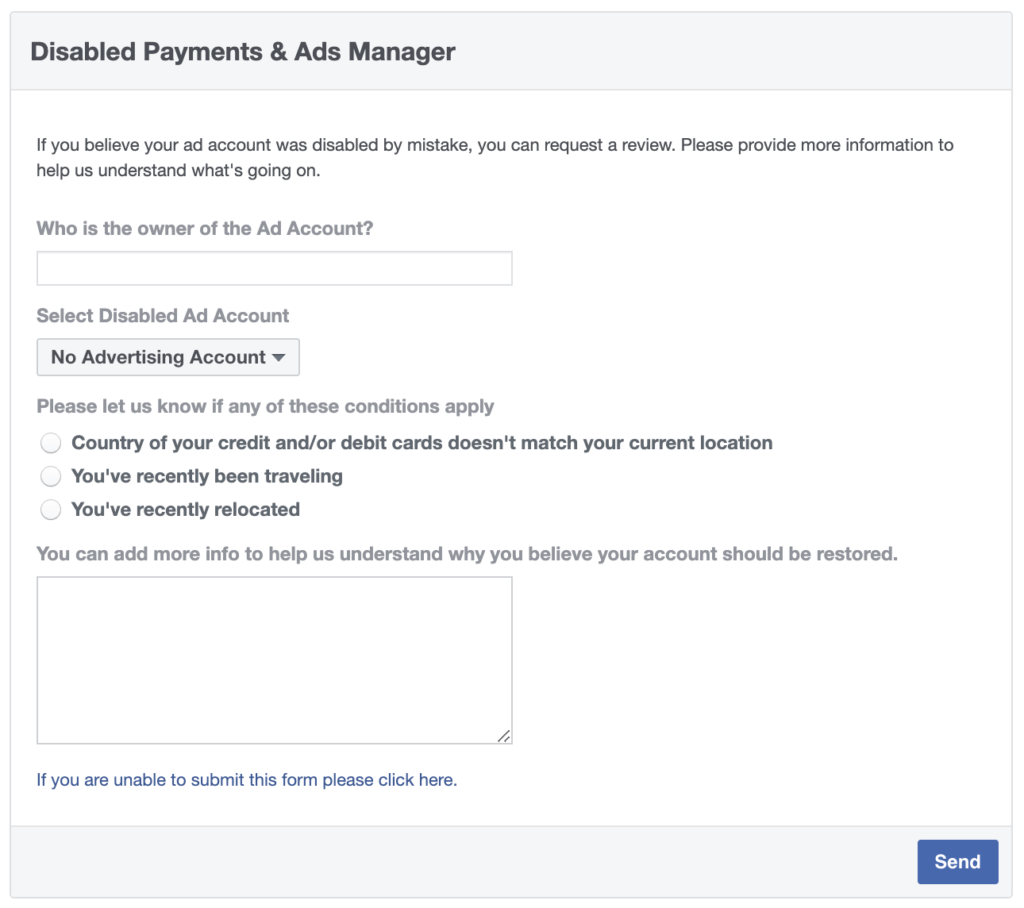 Disabled Payments & Ads Manager
If you believe your ad account was disabled by mistake, you can request a review. Please provide more information to
help us understand what's going on.
Who is the owner of the Ad Account?
Select Disabled Ad Account
No Advertising Account
Please let us know if any of these conditions apply
Country of your credit and/or debit cards doesn't match your current location
You've recently been traveling
You've recently relocated
You can add more info to help us understand why you believe your account should be restored.
If you are unable to submit this form please click here.
Send